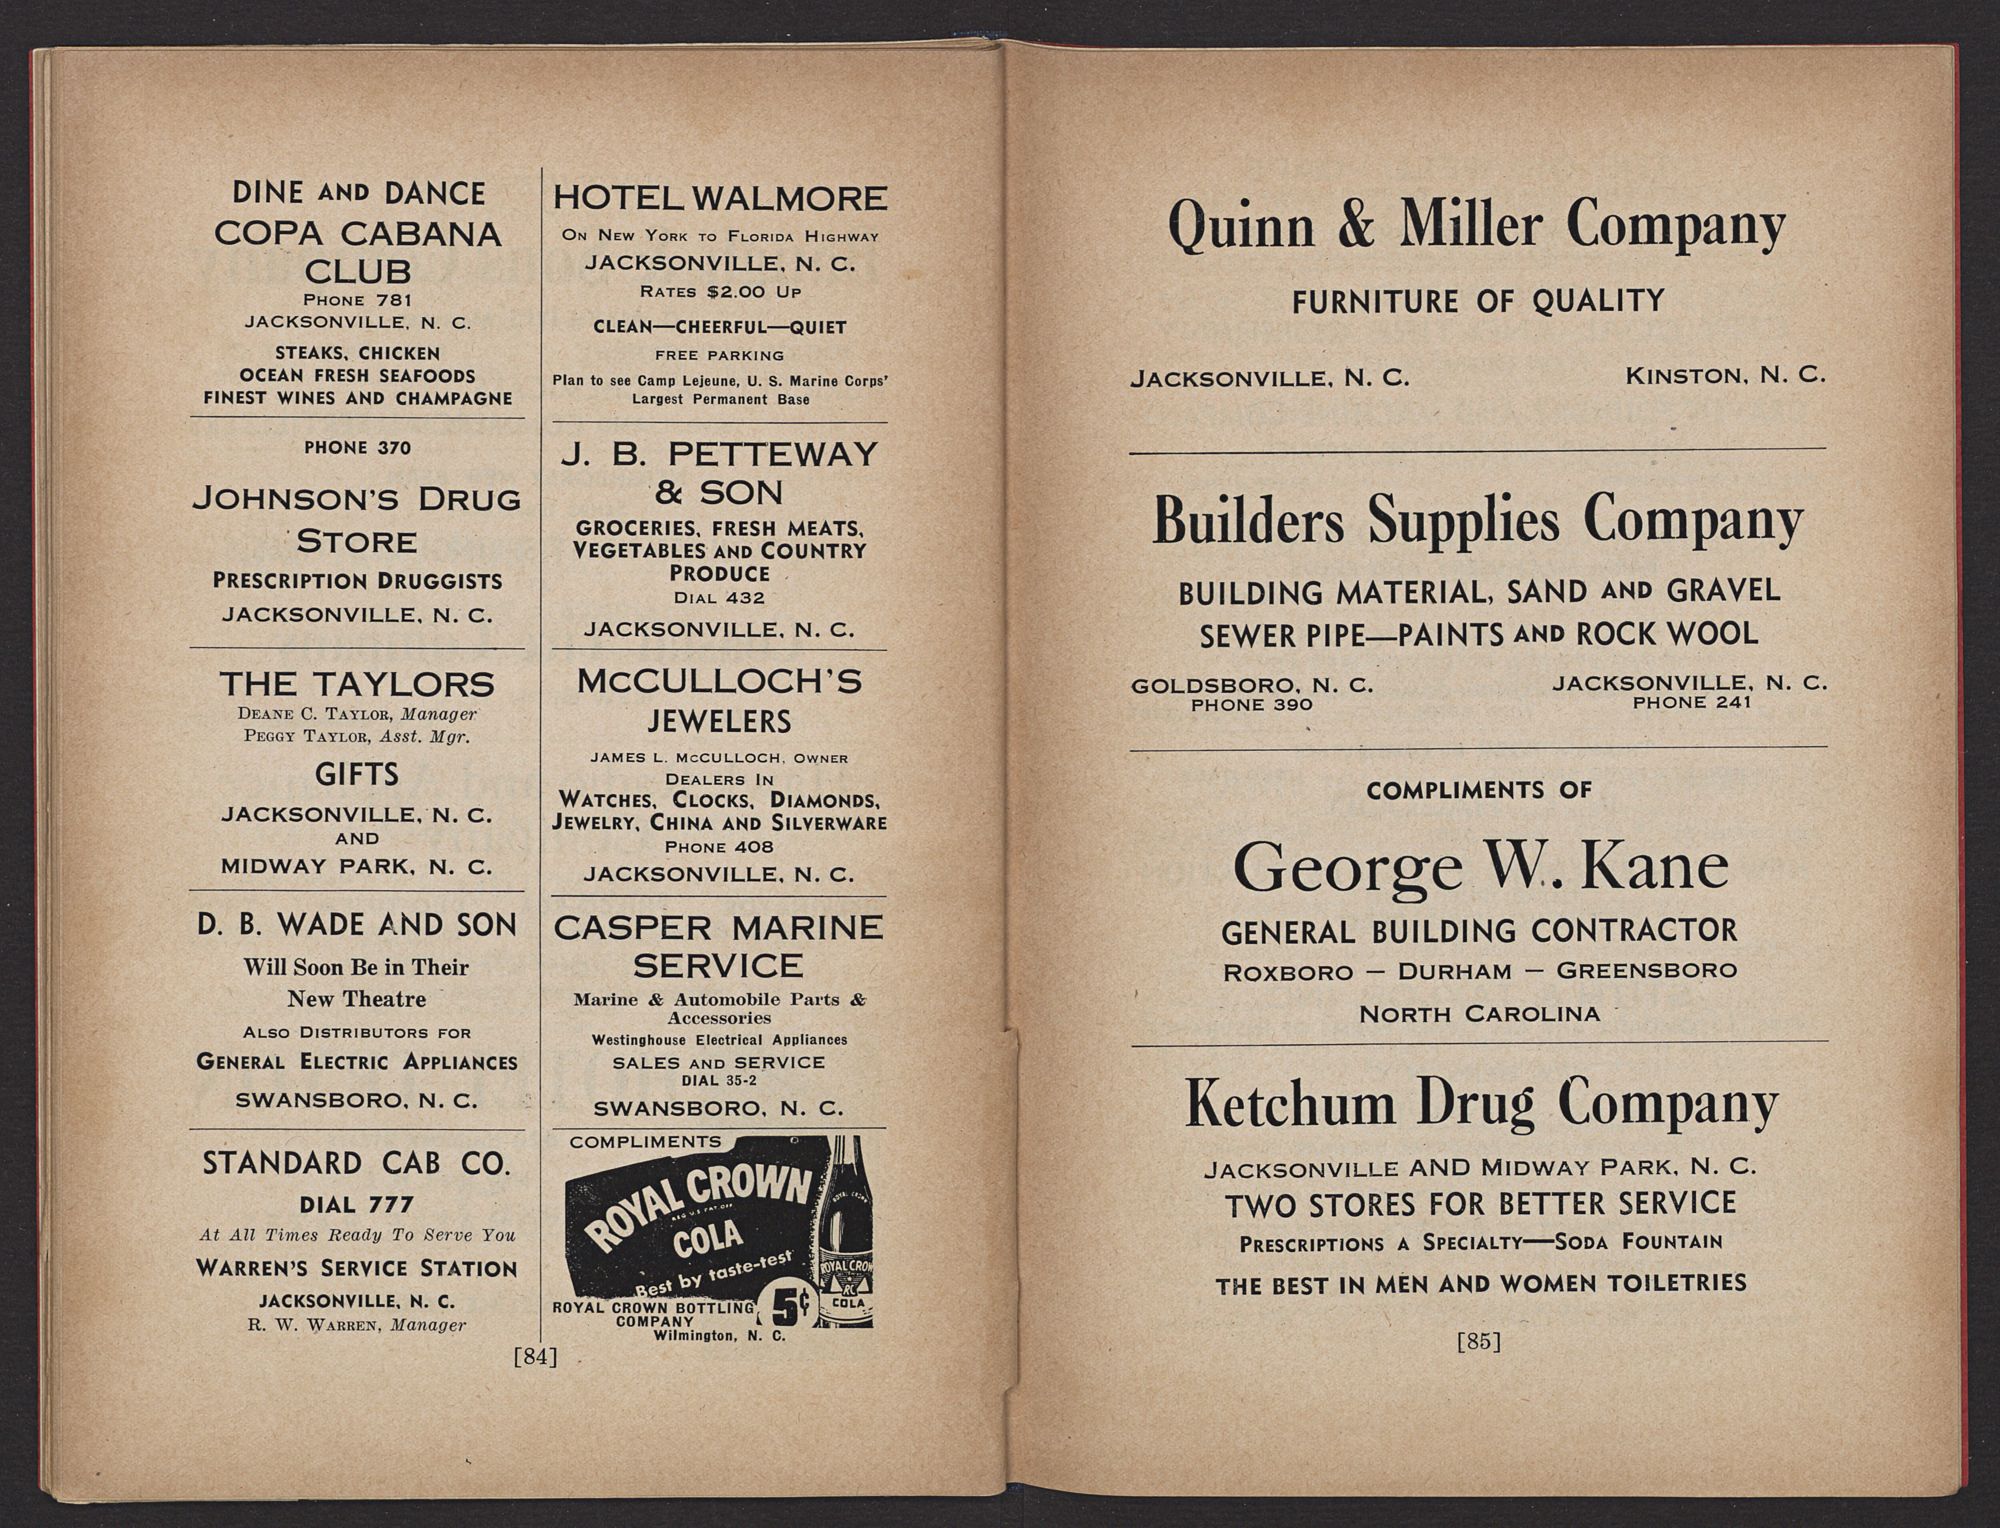 DINE AND DANCE
COPA CABANA
CLUB
PHONE 781
JACKSONVILLE, N. C.
STEAKS, CHICKEN
OCEAN FRESH SEAFOODS
FINEST WINES AND CHAMPAGNE
PHONE 370
JOHNSON'S DRUG
STORE
PRESCRIPTION DRUGGISTS
JACKSONVILLE, N. C.
THE TAYLORS
DEANE C. TAYLOR, Manager
PEGGY TAYLOR, Asst. Mgr.
GIFTS
JACKSONVILLE, N. C.
AND
MIDWAY PARK, N. C.
D. B. WADE AND SON
Will Soon Be in Their
New Theatre
ALSO DISTRIBUTORS FOR
GENERAL ELECTRIC APPLIANCES
SWANSBORO, N. C.
STANDARD CAB CO.
DIAL 777
At All Times Ready To Serve You
WARREN'S SERVICE STATION
JACKSONVILLE, N. C.
R. W. WARREN, Manager
HOTEL WALMORE
ON NEW YORK TO FLORIDA HIGHWAY
JACKSONVILLE, N. C.
RATES $2.00 UP
CLEAN—CHEERFUL—QUIET
FREE PARKING
Plan to see Camp Lejeune, U. S. Marine Corps'
Largest Permanent Base
J. B. PETTEWAY
& SON
GROCERIES, FRESH MEATS,
VEGETABLES AND COUNTRY
PRODUCE
DIAL 432
JACKSONVILLE, N. C.
McCULLOCH'S
JEWELERS
JAMES L. McCULLOCH, OWNER
DEALERS IN
WATCHES, CLOCKS, DIAMONDS,
JEWELRY, CHINA AND SILVERWARE
PHONE 408
JACKSONVILLE, N. C.
CASPER MARINE
SERVICE
Marine & Automobile Parts &
Accessories
Westinghouse Electrical Appliances
SALES AND SERVICE
DIAL 35-2
SWANSBORO, N. C.
COMPLIMENTS
ROYAL CROWN
REG U.S PAT. OFF
COLA
Best by taste-test
5¢
ROYAL CROWN
RC
COLA
ROYAL CROWN BOTTLING
COMPANY
Wilmington, N. C.
[84]
Quinn & Miller Company
FURNITURE OF QUALITY
JACKSONVILLE, N. C. KINSTON, N. C.
Builders Supplies Company
BUILDING MATERIAL, SAND AND GRAVEL
SEWER PIPE—PAINTS AND ROCK WOOL
GOLDSBORO, N. C. JACKSONVILLE, N. C.
PHONE 390 PHONE 241
COMPLIMENTS OF
George W. Kane
GENERAL BUILDING CONTRACTOR
ROXBORO — DURHAM — GREENSBORO
NORTH CAROLINA
Ketchum Drug Company
JACKSONVILLE AND MIDWAY PARK, N. C.
TWO STORES FOR BETTER SERVICE
PRESCRIPTIONS A SPECIALTY—SODA FOUNTAIN
THE BEST IN MEN AND WOMEN TOILETRIES
[85]